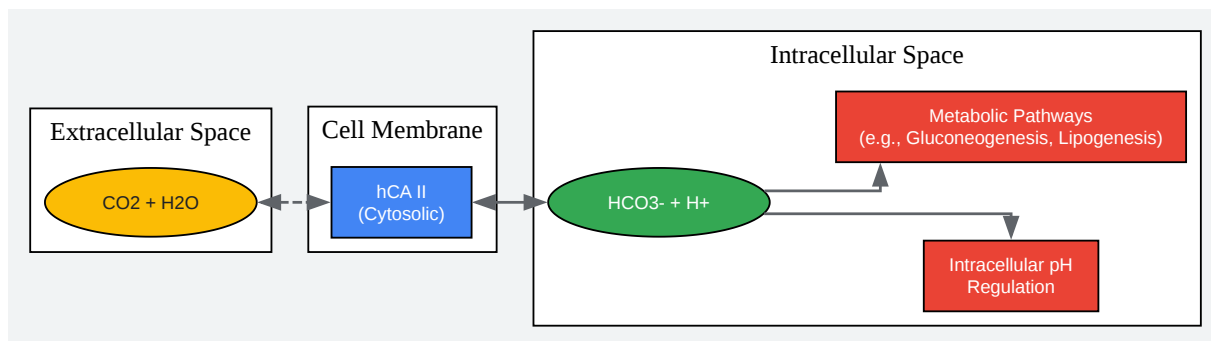 Extracellular Space
CO2 + H2O
Cell Membrane
hCA II
(Cytosolic)
Intracellular Space
HCO3- + H+
Metabolic Pathways
(e.g., Gluconeogenesis, Lipogenesis)
Intracellular pH
Regulation